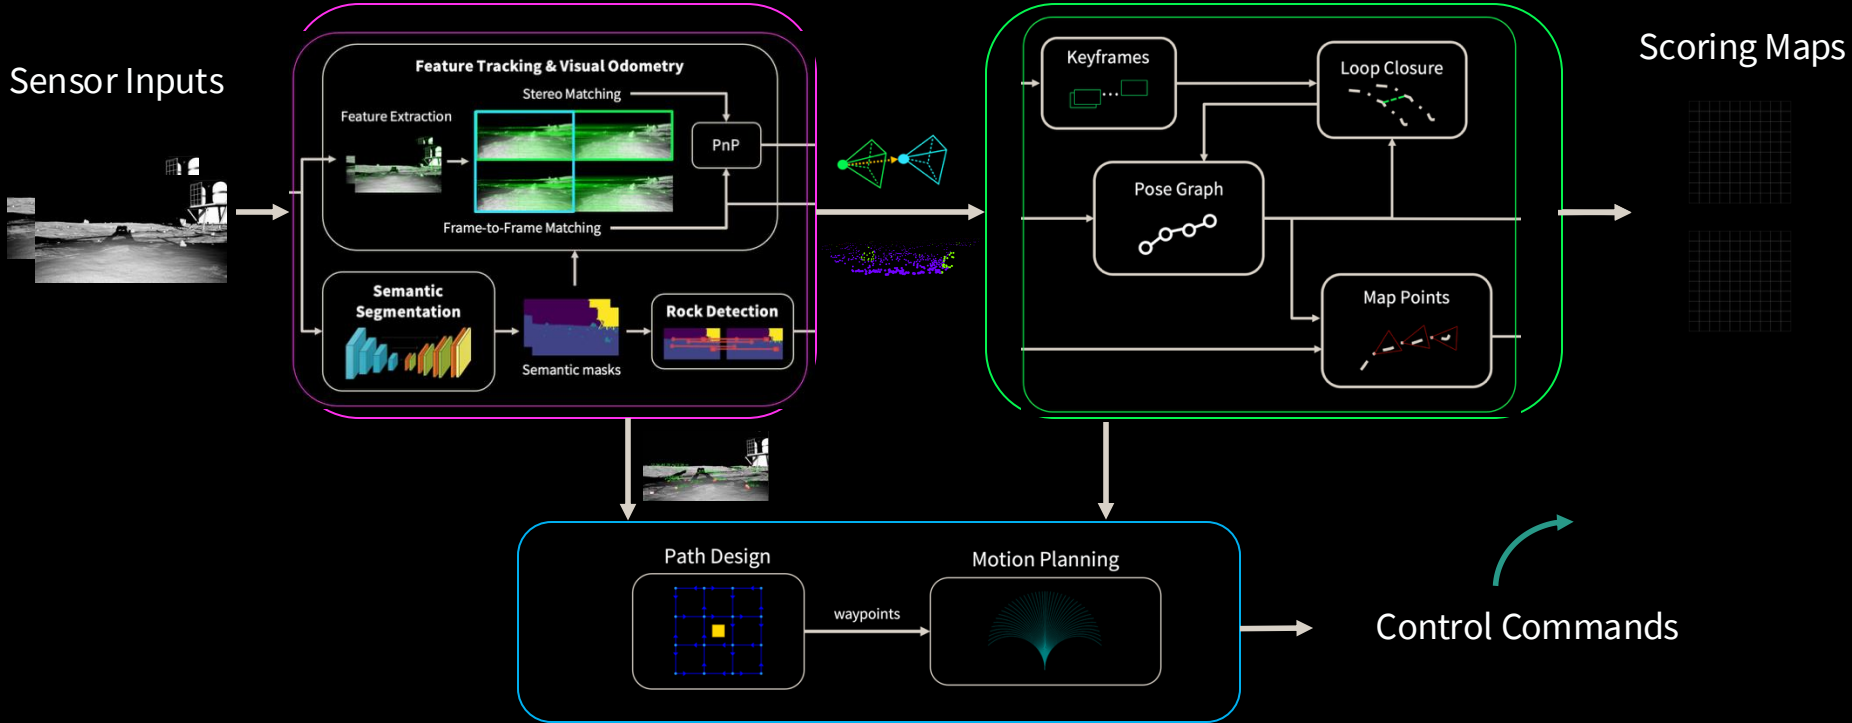 Sensor Inputs
Feature Tracking & Visual Odometry
Stereo Matching
Feature Extraction
PnP
Frame-to-Frame Matching
Semantic
Segmentation
Semantic masks
Rock Detection
Keyframes
Loop Closure
Pose Graph
Map Points
Scoring Maps
Path Design
waypoints
Motion Planning
Control Commands